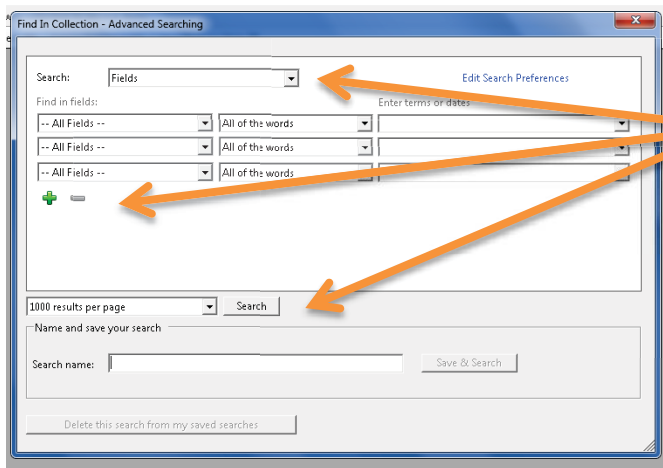 Find In Collection - Advanced Searching
Search: Fields Edit Search Preferences
Find in fields: Enter terms or dates
-- All Fields -- All of the words
-- All Fields -- All of the words
-- All Fields -- All of the words
1000 results per page Search
Name and save your search
Search name: Save & Search
Delete this search from my saved searches